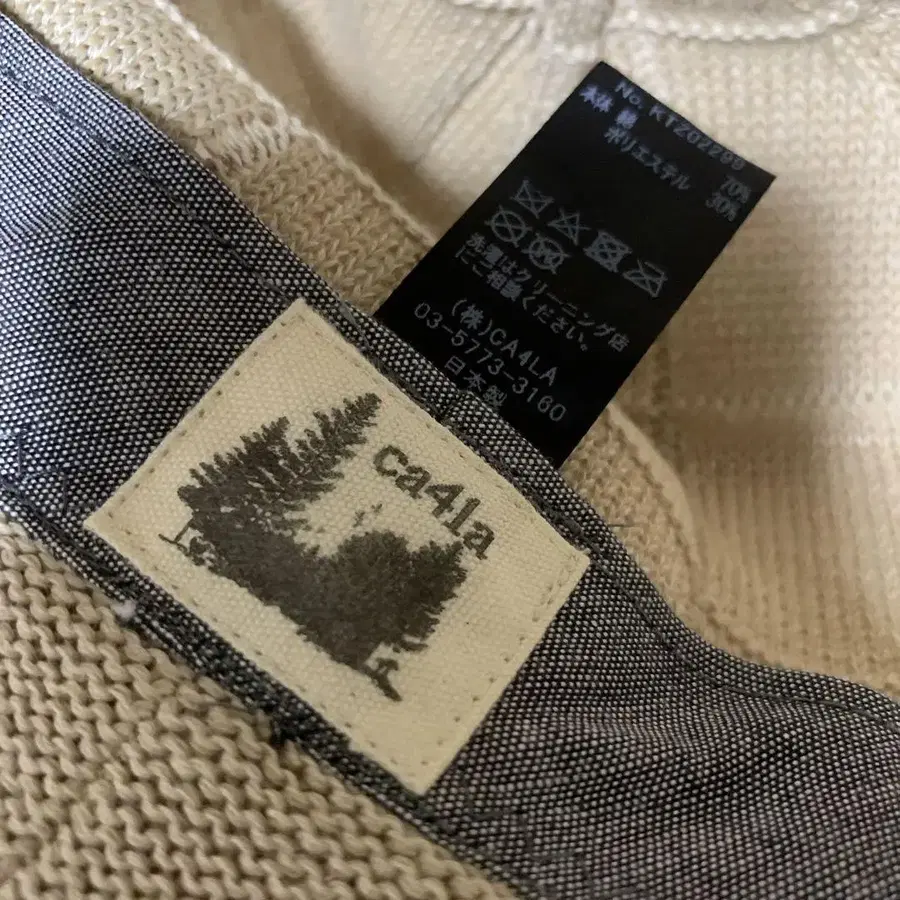 No. KTZ02299
本体 綿 70%
ポリエステル 30%
洗濯はクリーニング店
にご相談ください。
(株)CA4LA
03-5773-3160
日本製
ca4la